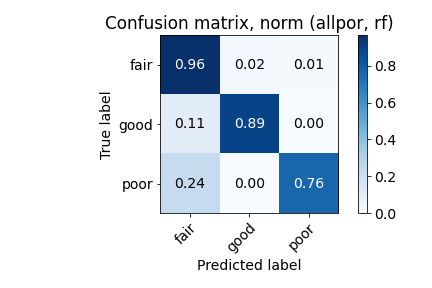 Confusion matrix, norm (allpor, rf)
True label
fair 0.96 0.02 0.01
good 0.11 0.89 0.00
poor 0.24 0.00 0.76
fair good poor
Predicted label
0.8
0.6
0.4
0.2
0.0